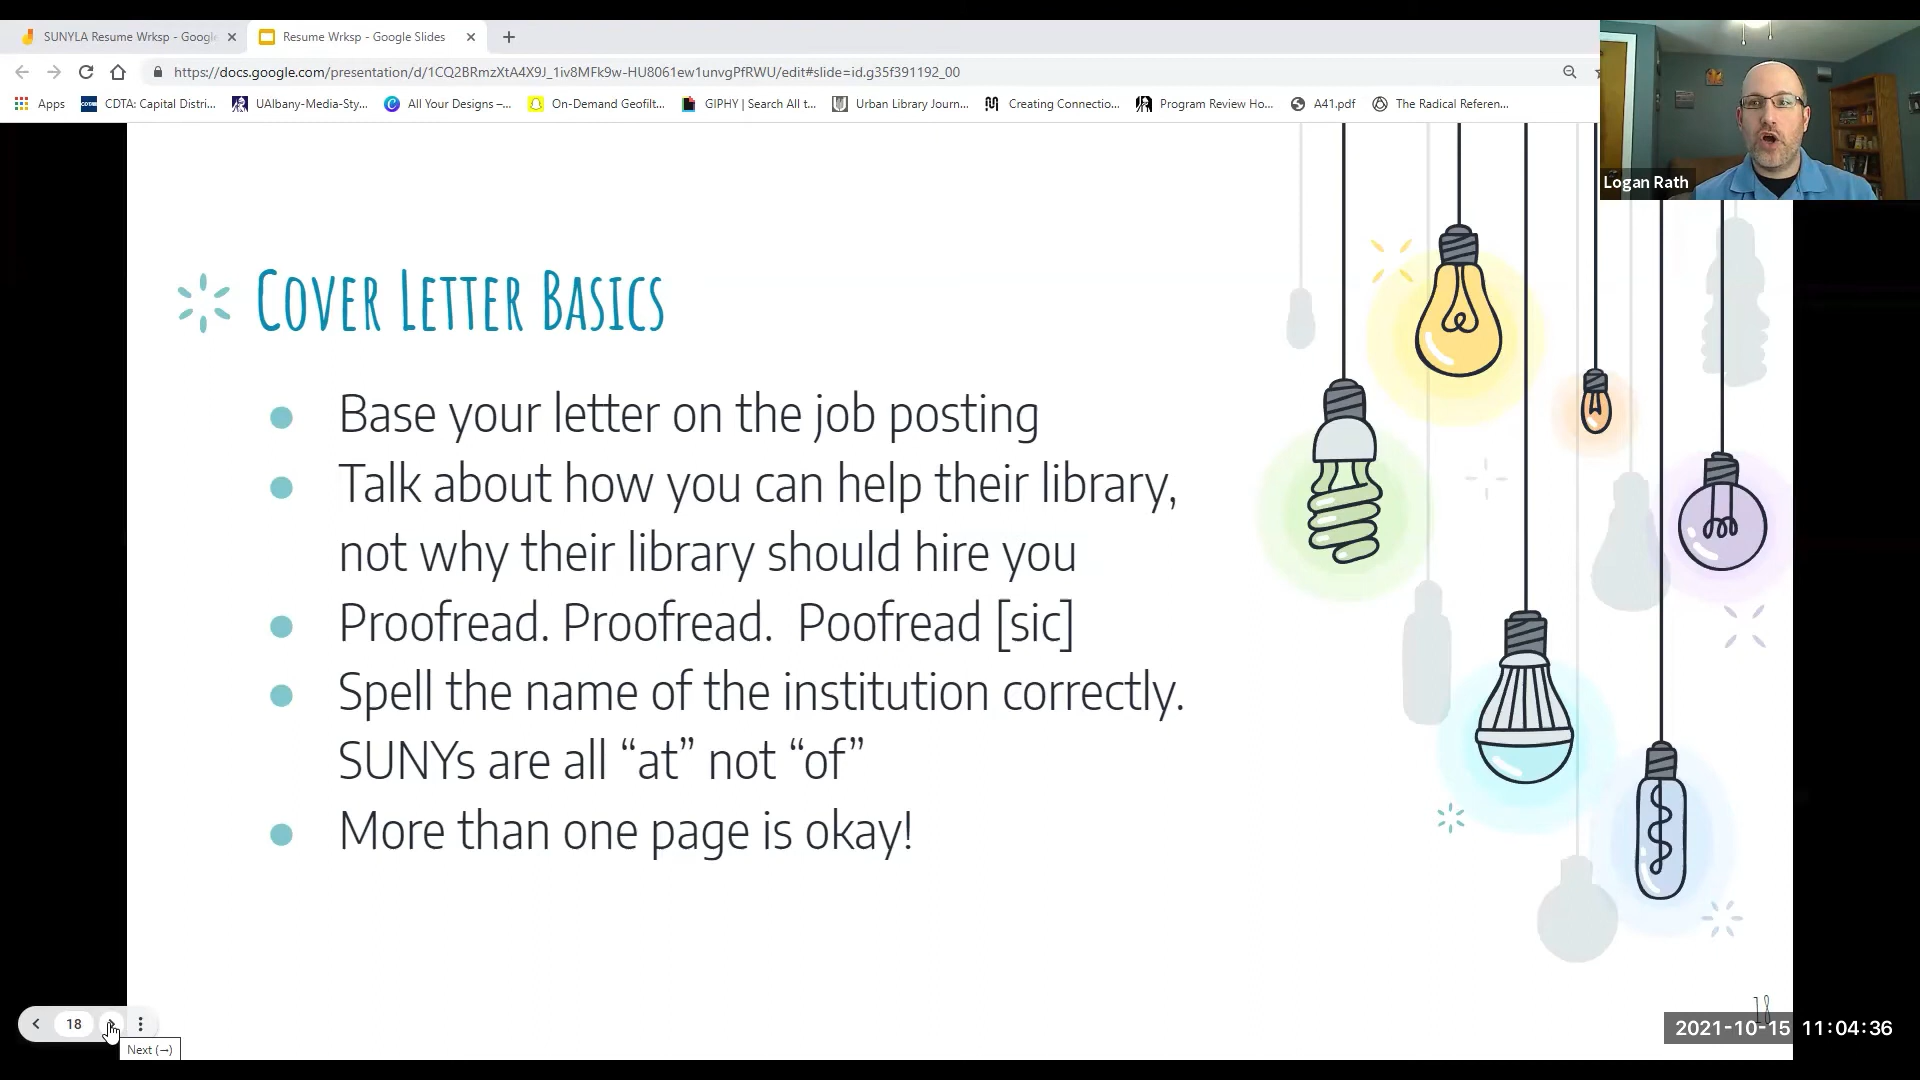 SUNYLA Resume Wrksp - Googl
Resume Wrksp - Google Slides
https://docs.google.com/presentation/d/1CQ2BRmzXtA4X9J_1iv8MFk9w-HU8061ew1unvgPfRWU/edit#slide=id.g35f391192_00
Apps CDTA: Capital Distri... UAlbany-Media-Sty... All Your Designs –... On-Demand Geofilt... GIPHY | Search All t... Urban Library Journ... Creating Connectio... Program Review Ho... A41.pdf The Radical Referen...
Logan Rath
Cover Letter Basics
Base your letter on the job posting
Talk about how you can help their library,
not why their library should hire you
Proofread. Proofread.  Poofread [sic]
Spell the name of the institution correctly.
SUNYs are all “at” not “of”
More than one page is okay!
18
18
Next (→)
2021-10-15 11:04:36